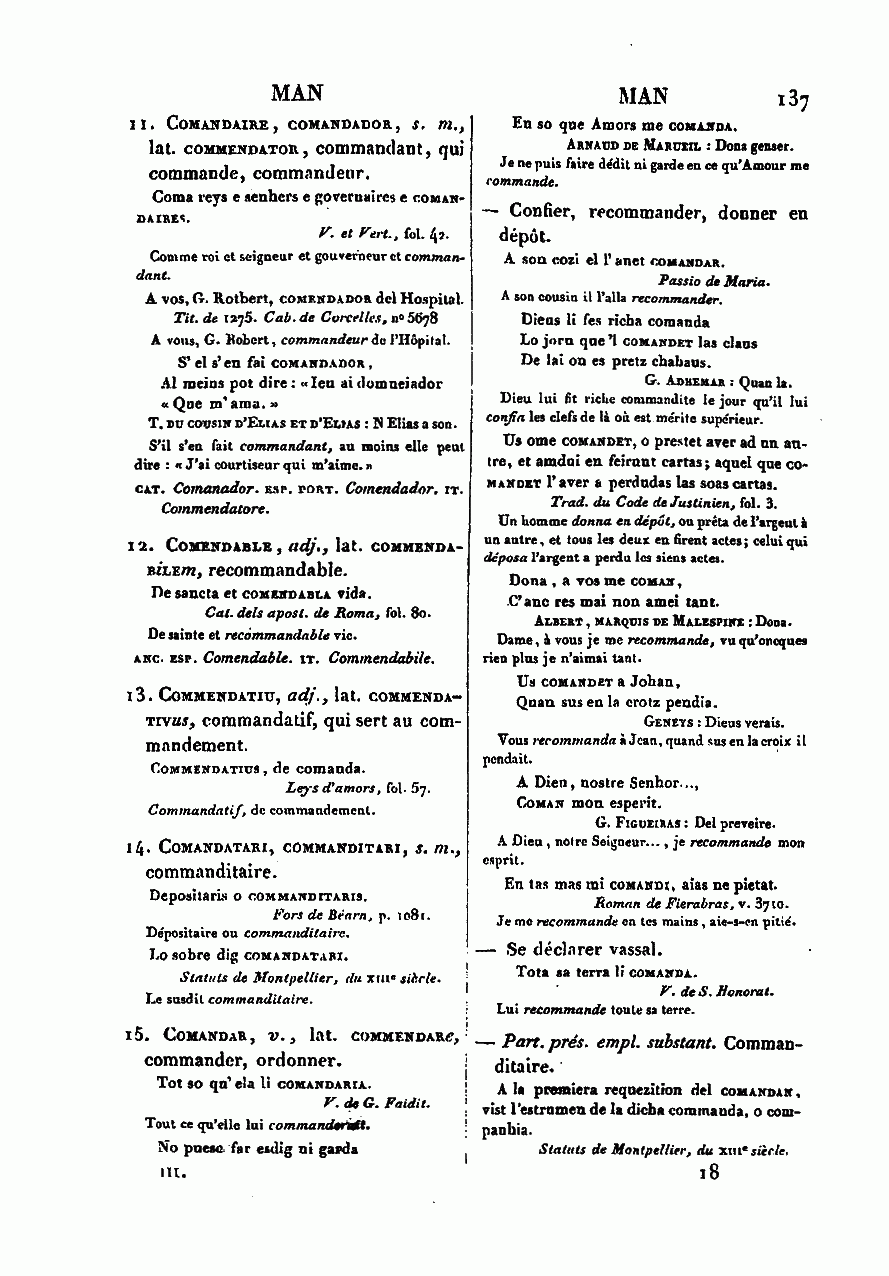 MAN
MAN 137
11. COMANDAIRE, COMANDADOR, s. m.,
lat. COMMENDATOR, commandant, qui
commande, commandeur.
Coma reys e senhers e governaires e COMAN-
DAIRES.
V. et Vert., fol. 42.
Comme roi et seigneur et gouverneur et comman-
dant.
A vos, G. Rotbert, COMENDADOR del Hospital.
Tit. de 1275. Cab. de Corcelles, no 5678
A vous, G. Robert, commandeur de l'Hôpital.
S' el s' en fai COMANDADOR,
Al meins pot dire : « Ieu ai domneiador
« Que m' ama. »
T. DU COUSIN D'ELIAS ET D'ELIAS : N Elias a son.
S'il s'en fait commandant, au moins elle peut
dire : « J'ai courtiseur qui m'aime. »
CAT. Comanador. ESP. PORT. Comendador. IT.
Commendatore.
12. COMENDABLE, adj., lat. COMMENDA-
BILEm, recommandable.
De sancta et COMENDABLA vida.
Cat. dels apost. de Roma, fol. 80.
De sainte et recommandable vie.
ANC. ESP. Comendable. IT. Commendabile.
13. COMMENDATIU, adj., lat. COMMENDA-
TIVus, commandatif, qui sert au com-
mandement.
COMMENDATIUS, de comanda.
Leys d'amors, fol. 57.
Commandatif, de commandement.
14. COMANDATARI, COMMANDITARI, s. m.,
commanditaire.
Depositaris o COMMANDITARIS.
Fors de Béarn, p. 1081.
Dépositaire ou commanditaire.
Lo sobre dig COMANDATARI.
Statuts de Montpellier, du XIIIe siècle.
Le susdit commanditaire.
15. COMANDAR, v., lat. COMMENDARe,
commander, ordonner.
Tot so qu' ela li COMANDARIA.
V. de G. Faidit.
Tout ce qu'elle lui commanderait.
No puesc far esdig ni garda
III.
En so que Amors me COMANDA.
ARNAUD DE MARUEIL : Dona genser.
Je ne puis faire dédit ni garde en ce qu'Amour me
commande.
— Confier, recommander, donner en
dépôt.
A son cozi el l' anet COMANDAR.
Passio de Maria.
A son cousin il l'alla recommander.
Dieus li fes richa comanda
Lo jorn que 'l COMANDET las claus
De lai on es pretz chabaus.
G. ADHEMAR : Quan la.
Dieu lui fit riche commandite le jour qu'il lui
confia les clefs de là où est mérite supérieur.
Us ome COMANDET, o prestet aver ad un au-
tre, et amdui en feirunt cartas; aquel que CO-
MANDET l' aver a perdudas las soas cartas.
Trad. du Code de Justinien, fol. 3.
Un homme donna en dépôt, ou prêta de l'argent à
un autre, et tous les deux en firent actes; celui qui
déposa l'argent a perdu les siens actes.
Dona, a vos me COMAN,
C' anc res mai non amei tant.
ALBERT, MARQUIS DE MALESPINE : Dona.
Dame, à vous je me recommande, vu qu'oncques
rien plus je n'aimai tant.
Us COMANDET a Johan,
Quan sus en la crotz pendia.
GENEYS : Dieus verais.
Vous recommanda à Jean, quand sus en la croix il
pendait.
A Dieu, nostre Senhor...,
COMAN mon esperit.
G. FIGUEIRAS : Del preveire.
A Dieu, notre Seigneur..., je recommande mon
esprit.
En tas mas mi COMANDI, aias ne pietat.
Roman de Fierabras, v. 3710.
Je me recommande en tes mains, aie-s-en pitié.
— Se déclarer vassal.
Tota sa terra li COMANDA.
V. de S. Honorat.
Lui recommande toute sa terre.
— Part. prés. empl. substant. Comman-
ditaire.
A la premiera requezition del COMANDAN,
vist l'estrumen de la dicha commanda, o com-
panhia.
Statuts de Montpellier, du XIIIe siècle.
18